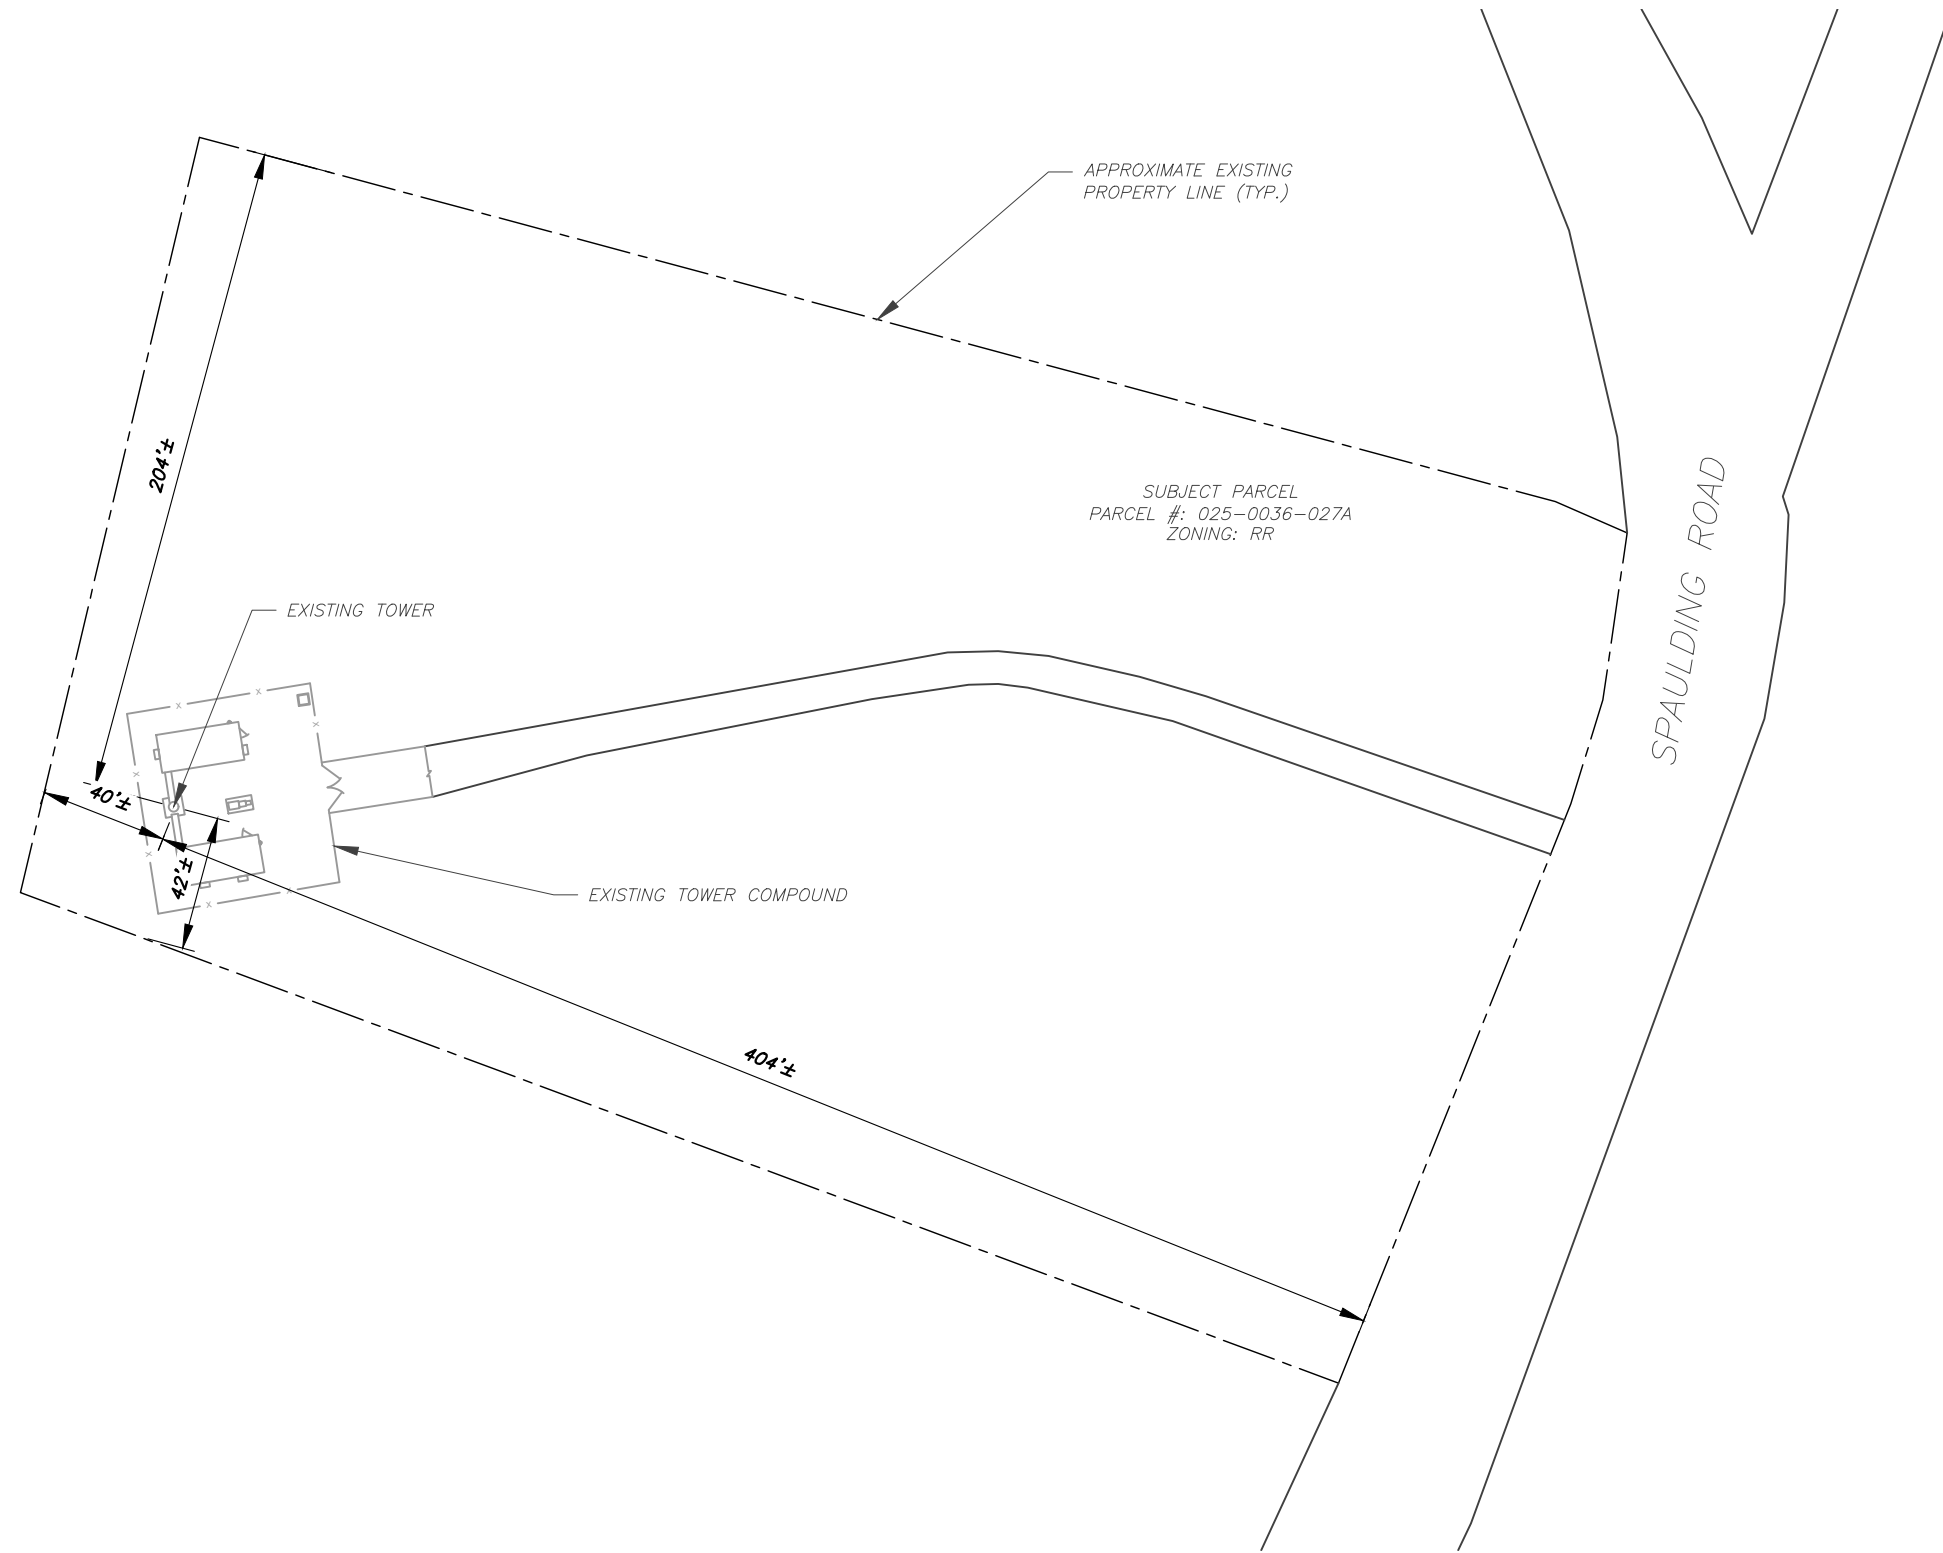 APPROXIMATE EXISTING
PROPERTY LINE (TYP.)
204'±
SUBJECT PARCEL
PARCEL #: 025-0036-027A
ZONING: RR
SPAULDING ROAD
EXISTING TOWER
40'±
42'±
EXISTING TOWER COMPOUND
404'±